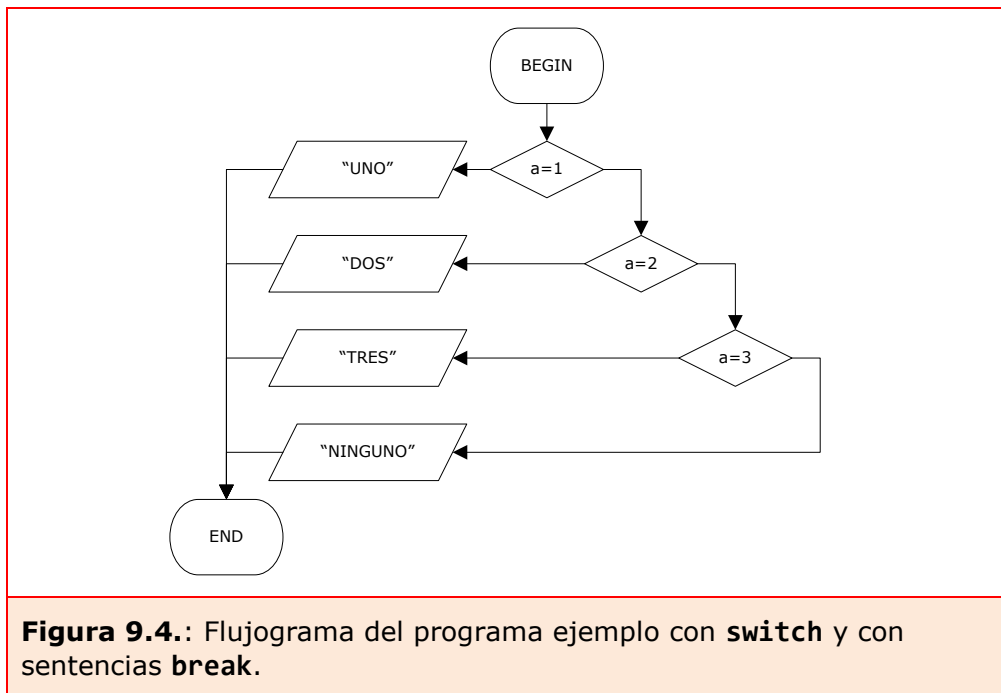 BEGIN
“UNO”
a=1
“DOS”
a=2
“TRES”
a=3
“NINGUNO”
END
Figura 9.4.: Flujograma del programa ejemplo con switch y con
sentencias break.